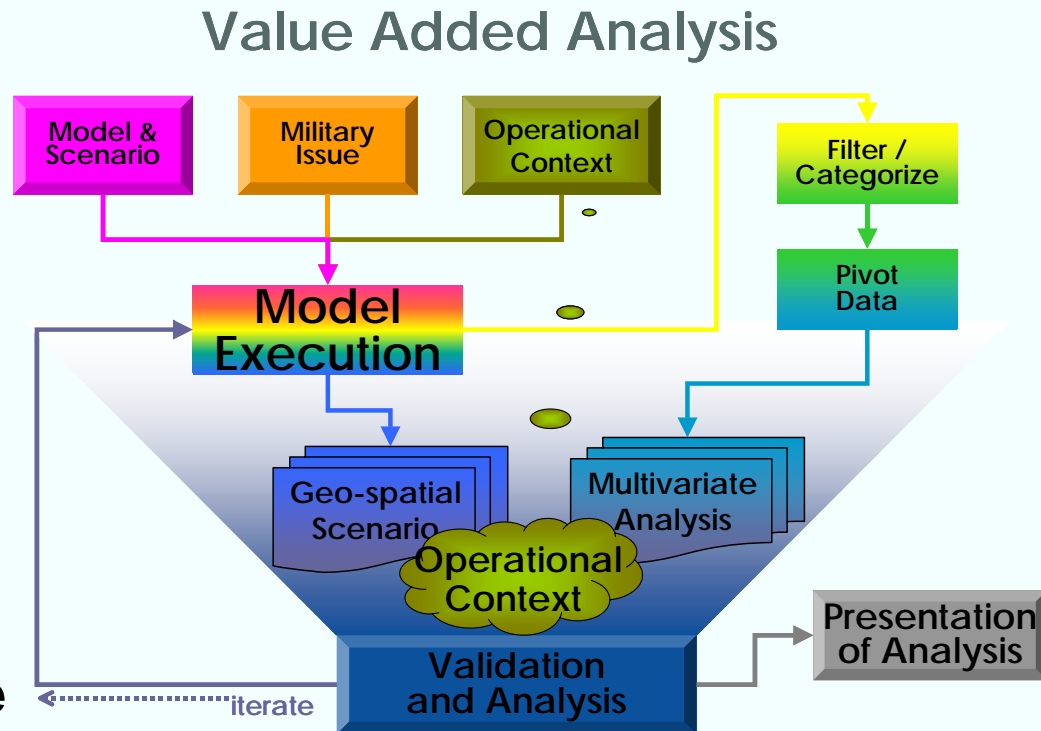 Value Added Analysis
Model &
Scenario
Military
Issue
Operational
Context
Filter /
Categorize
Pivot
Data
Model
Execution
Geo-spatial
Scenario
Multivariate
Analysis
Operational
Context
Presentation
of Analysis
Validation
and Analysis
e
iterate